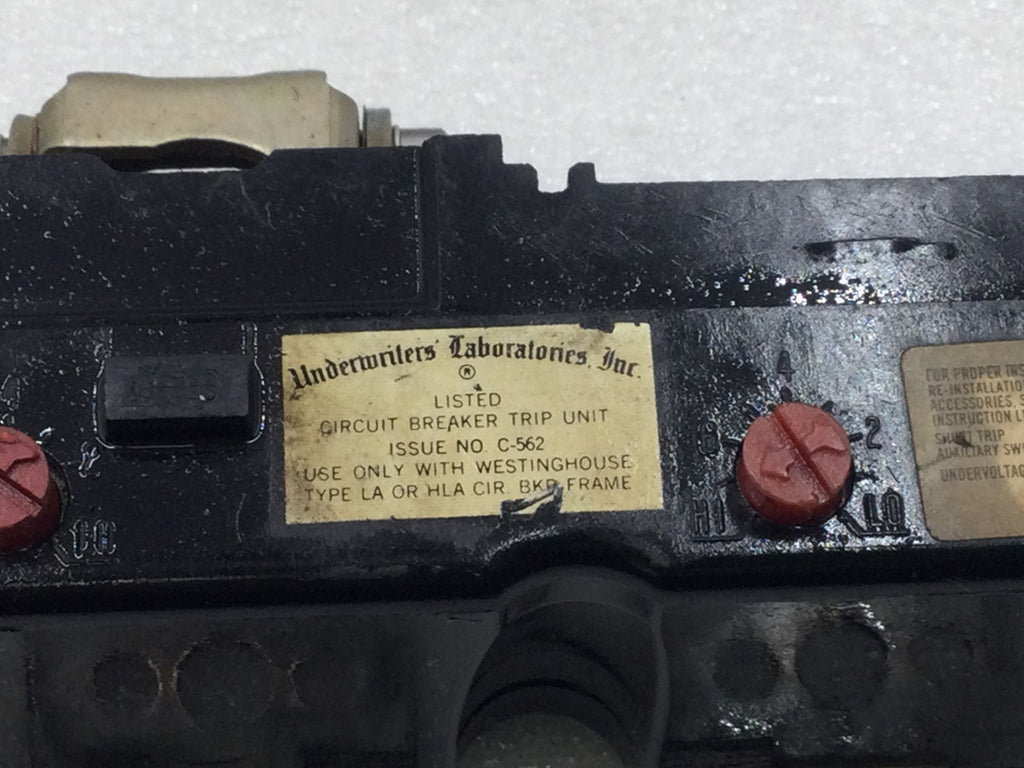 Underwriters' Laboratories, Inc.
®
LISTED
CIRCUIT BREAKER TRIP UNIT
ISSUE NO. C-562
USE ONLY WITH WESTINGHOUSE
TYPE LA OR HLA CIR. BKR FRAME
4
2
HI
LO
LO
FOR PROPER INS
RE-INSTALLATIO
ACCESSORIES, S
INSTRUCTION L
SHUNT TRIP
AUXILIARY SW
UNDERVOLTAG